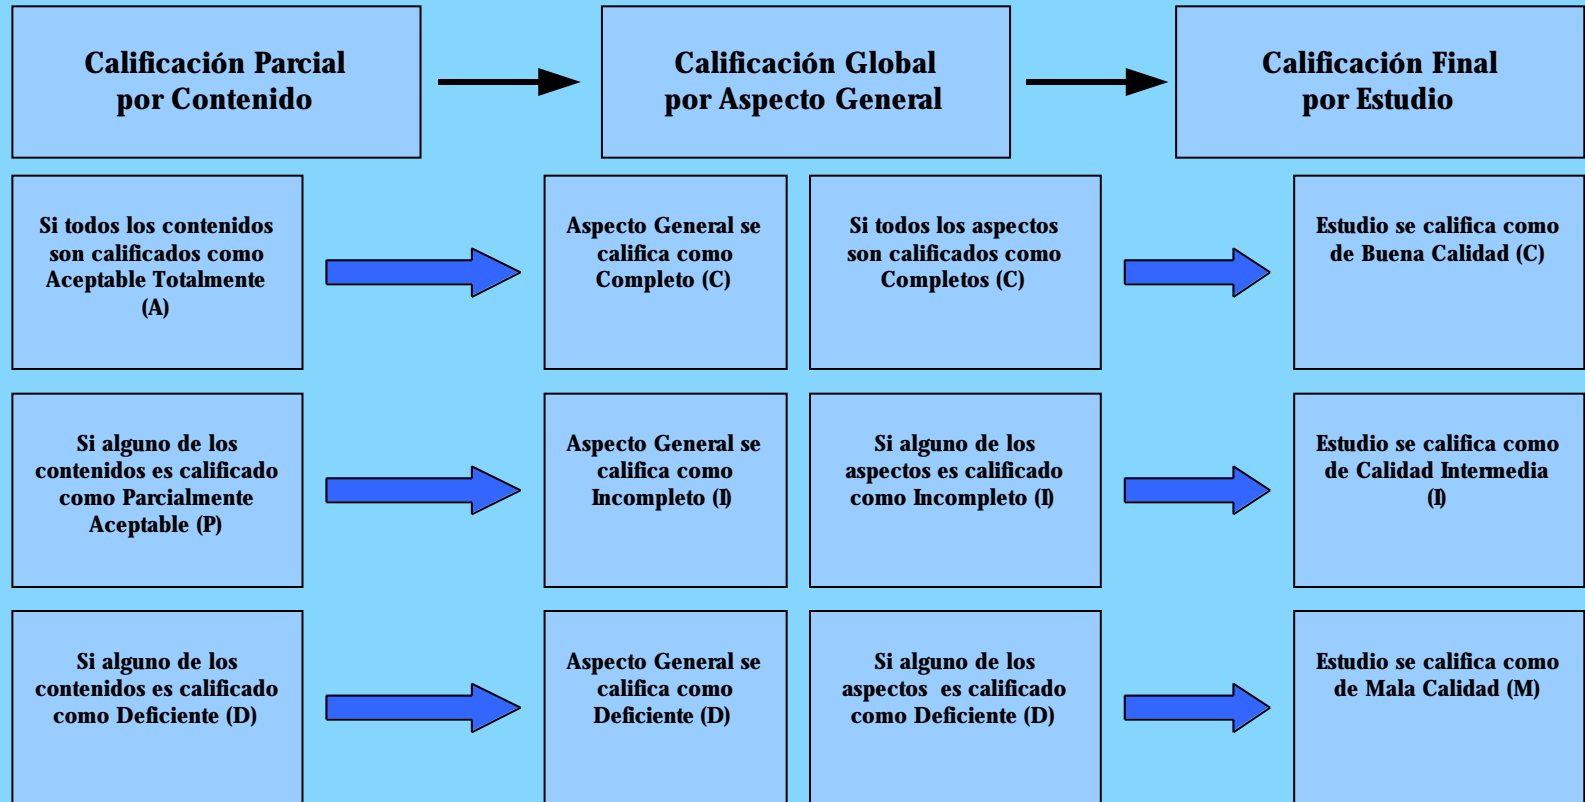 Calificación Parcial
por Contenido
Calificación Global
por Aspecto General
Calificación Final
por Estudio
Si todos los contenidos
son calificados como
Aceptable Totalmente
(A)
Aspecto General se
califica como
Completo (C)
Si todos los aspectos
son calificados como
Completos (C)
Estudio se califica como
de Buena Calidad (C)
Si alguno de los
contenidos es calificado
como Parcialmente
Aceptable (P)
Aspecto General se
califica como
Incompleto (I)
Si alguno de los
aspectos es calificado
como Incompleto (I)
Estudio se califica como
de Calidad Intermedia
(I)
Si alguno de los
contenidos es calificado
como Deficiente (D)
Aspecto General se
califica como
Deficiente (D)
Si alguno de los
aspectos es calificado
como Deficiente (D)
Estudio se califica como
de Mala Calidad (M)